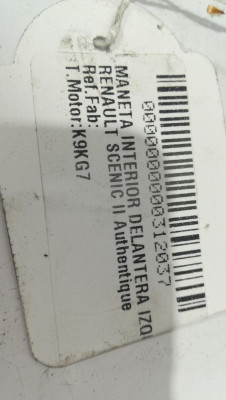 0000000000312037
MANETA INTERIOR DELANTERA IZQ
RENAULT SCENIC II Authentique
Ref.Fab:
T.Motor:K9KG7